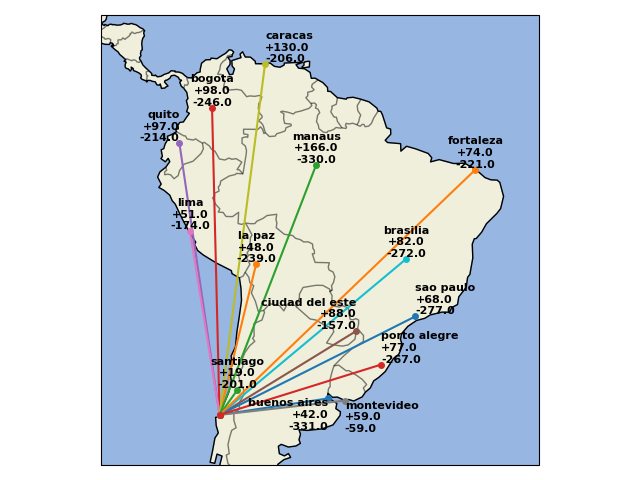 caracas
+130.0
-206.0
bogota
+98.0
-246.0
quito
+97.0
-214.0
manaus
+166.0
-330.0
fortaleza
+74.0
-221.0
lima
+51.0
-174.0
la paz
+48.0
-239.0
brasilia
+82.0
-272.0
sao paulo
+68.0
-277.0
ciudad del este
+88.0
-157.0
porto alegre
+77.0
-267.0
santiago
+19.0
-201.0
buenos aires
+42.0
-331.0
montevideo
+59.0
-59.0